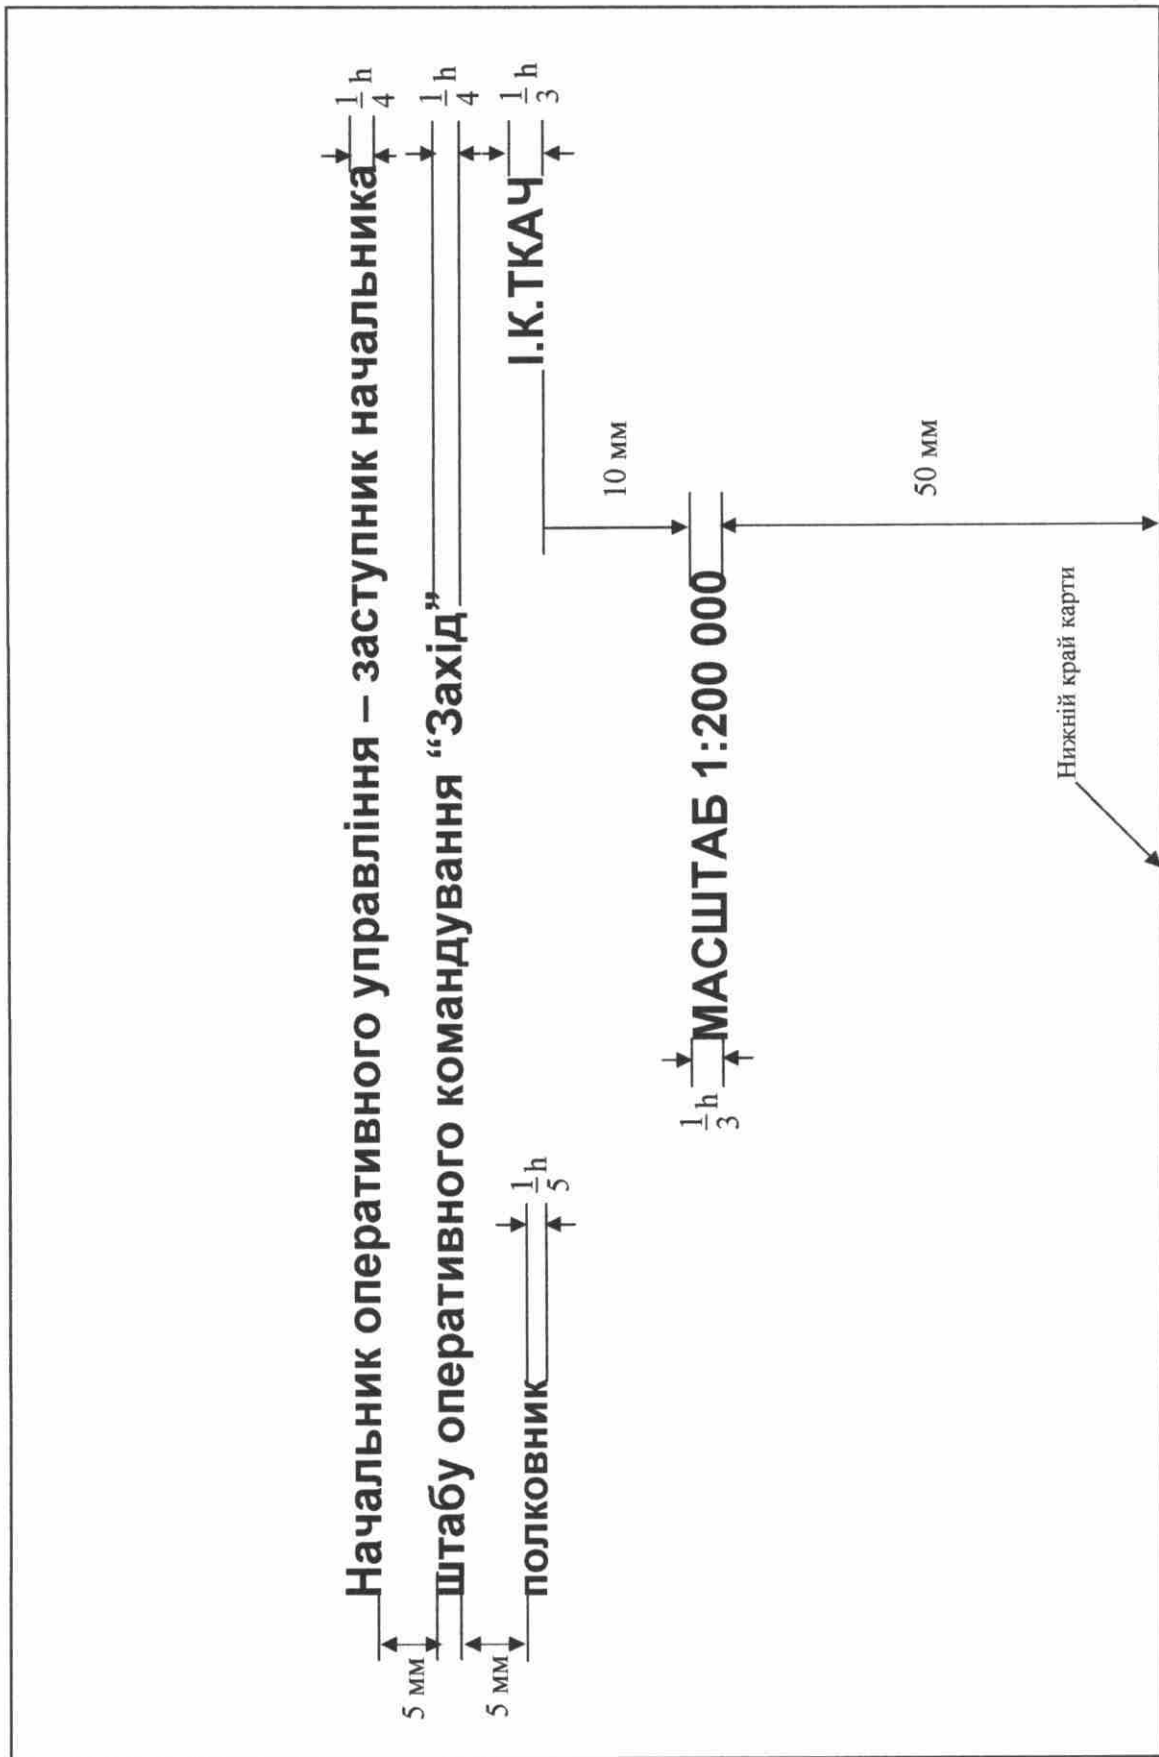 Начальник оперативного управління – заступник начальника
1/4 h
5 мм
штабу оперативного командування “Захід”
1/4 h
5 мм
полковник
1/5 h
І.К.ТКАЧ
1/3 h
10 мм
1/3 h
МАСШТАБ 1:200 000
50 мм
Нижній край карти